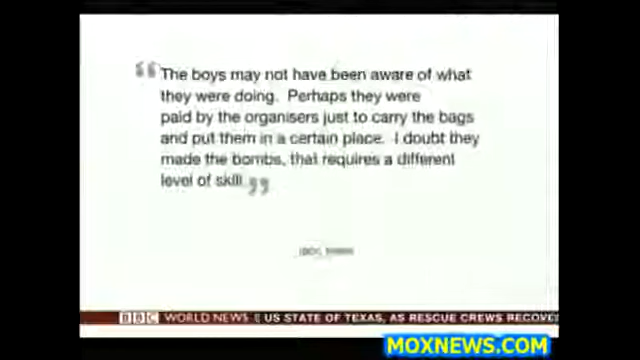 “The boys may not have been aware of what
they were doing. Perhaps they were
paid by the organisers just to carry the bags
and put them in a certain place. I doubt they
made the bombs, that requires a different
level of skill.”
BBC WORLD NEWS
US STATE OF TEXAS, AS RESCUE CREWS RECOVE
MOXNEWS.COM